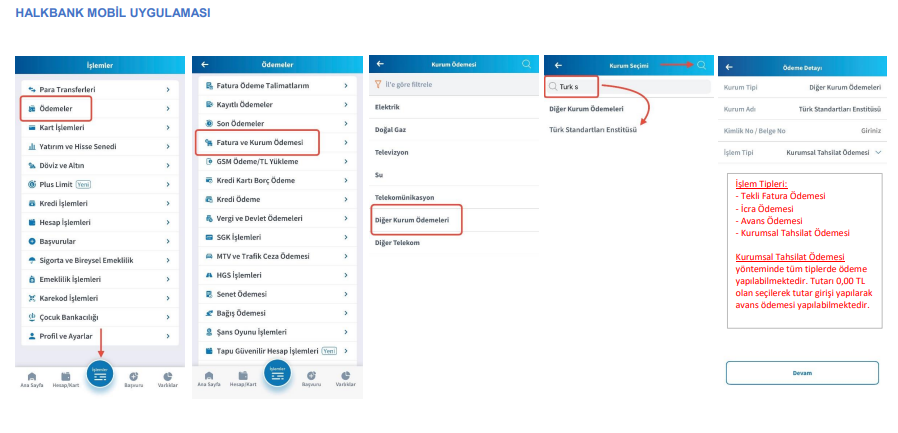 HALKBANK MOBİL UYGULAMASI
İşlemler
Para Transferleri
Ödemeler
Kart İşlemleri
Yatırım ve Hisse Senedi
Döviz ve Altın
Plus Limit Yeni
Kredi İşlemleri
Hesap İşlemleri
Başvurular
Sigorta ve Bireysel Emeklilik
Emeklilik İşlemleri
Karekod İşlemleri
Çocuk Bankacılığı
Profil ve Ayarlar
Ana Sayfa
Hesap/Kart
İşlemler
Başvuru
Varlıklar
Ödemeler
Fatura Ödeme Talimatlarım
Kayıtlı Ödemeler
Son Ödemeler
Fatura ve Kurum Ödemesi
GSM Ödeme/TL Yükleme
Kredi Kartı Borç Ödeme
Kredi Ödeme
Vergi ve Devlet Ödemeleri
SGK İşlemleri
MTV ve Trafik Ceza Ödemesi
HGS İşlemleri
Senet Ödemesi
Bağış Ödemesi
Şans Oyunu İşlemleri
Tapu Güvenilir Hesap İşlemleri Yeni
Ana Sayfa
Hesap/Kart
İşlemler
Başvuru
Varlıklar
Kurum Ödemesi
İl'e göre filtrele
Elektrik
Doğal Gaz
Televizyon
Su
Telekomünikasyon
Diğer Kurum Ödemeleri
Diğer Telekom
Kurum Seçimi
Turk s
Diğer Kurum Ödemeleri
Türk Standartları Enstitüsü
Ödeme Detayı
Kurum Tipi Diğer Kurum Ödemeleri
Kurum Adı Türk Standartları Enstitüsü
Kimlik No / Belge No Giriniz
İşlem Tipi Kurumsal Tahsilat Ödemesi
İşlem Tipleri:
- Tekli Fatura Ödemesi
- İcra Ödemesi
- Avans Ödemesi
- Kurumsal Tahsilat Ödemesi
Kurumsal Tahsilat Ödemesi
yönteminde tüm tiplerde ödeme
yapılabilmektedir. Tutarı 0,00 TL
olan seçilerek tutar girişi yapılarak
avans ödemesi yapılabilmektedir.
Devam